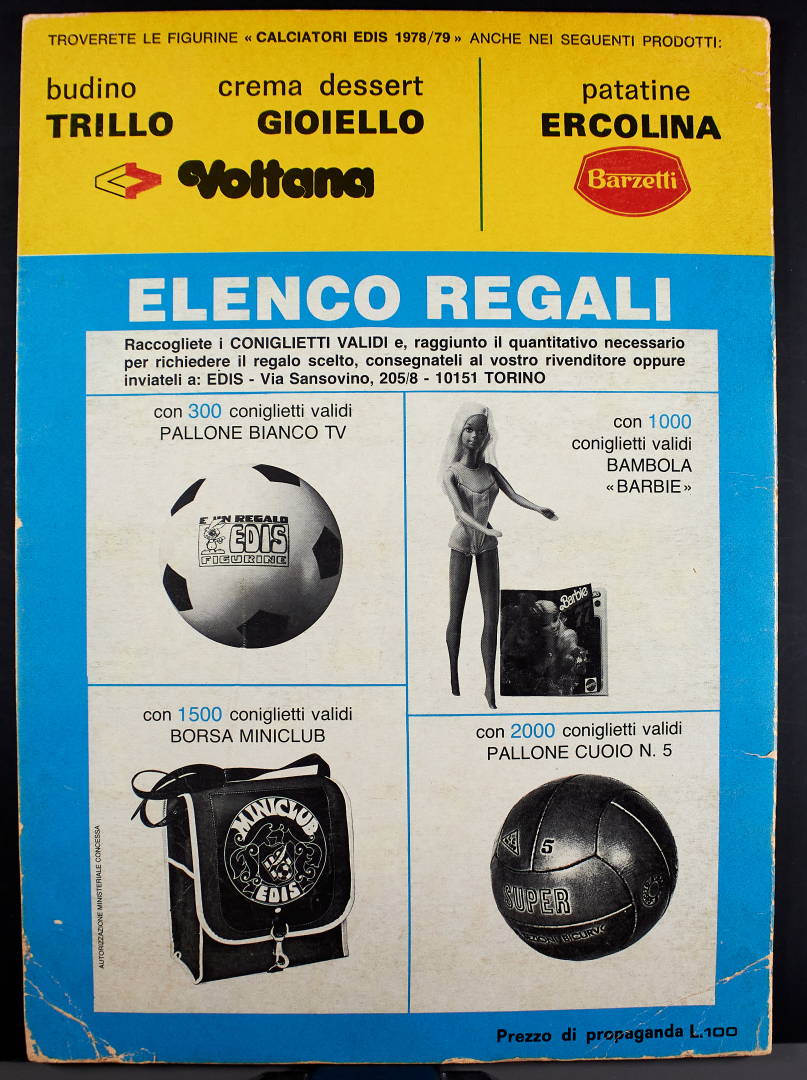 TROVERETE LE FIGURINE « CALCIATORI EDIS 1978/79 » ANCHE NEI SEGUENTI PRODOTTI:
budino
TRILLO
crema dessert
GIOIELLO
Voltana
patatine
ERCOLINA
Barzetti
ELENCO REGALI
Raccogliete i CONIGLIETTI VALIDI e, raggiunto il quantitativo necessario
per richiedere il regalo scelto, consegnateli al vostro rivenditore oppure
inviateli a: EDIS - Via Sansovino, 205/8 - 10151 TORINO
con 300 coniglietti validi
PALLONE BIANCO TV
E' UN REGALO
EDIS
FIGURINE
con 1000
coniglietti validi
BAMBOLA
«BARBIE»
Barbie
con 1500 coniglietti validi
BORSA MINICLUB
MINICLUB
EDIS
AUTORIZZAZIONE MINISTERIALE CONCESSA
con 2000 coniglietti validi
PALLONE CUOIO N. 5
5
SUPER
Prezzo di propaganda L.100